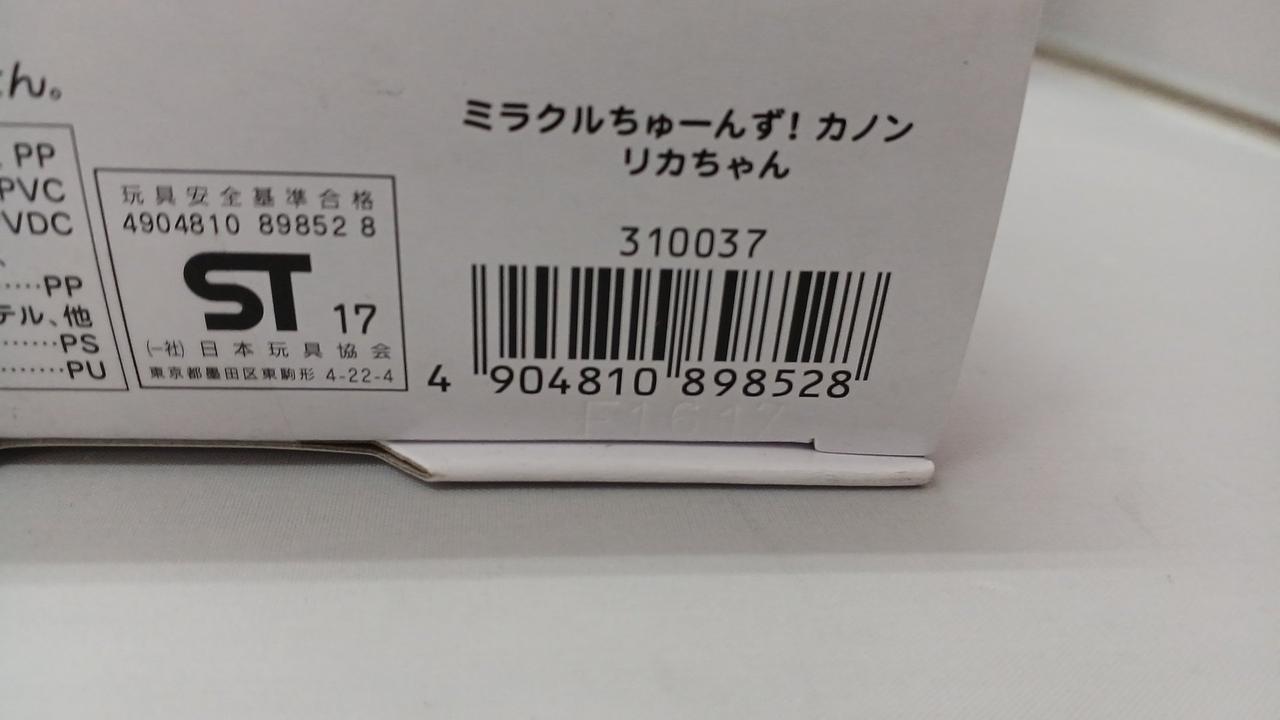 ん。
PP
PVC
VDC
……PP
テル、他
……PS
……PU
玩具安全基準合格
4904810 89852 8
ST 17
(一社)日本玩具協会
東京都墨田区東駒形 4-22-4
ミラクルちゅーんず! カノン
リカちゃん
310037
4 904810 898528
F1617